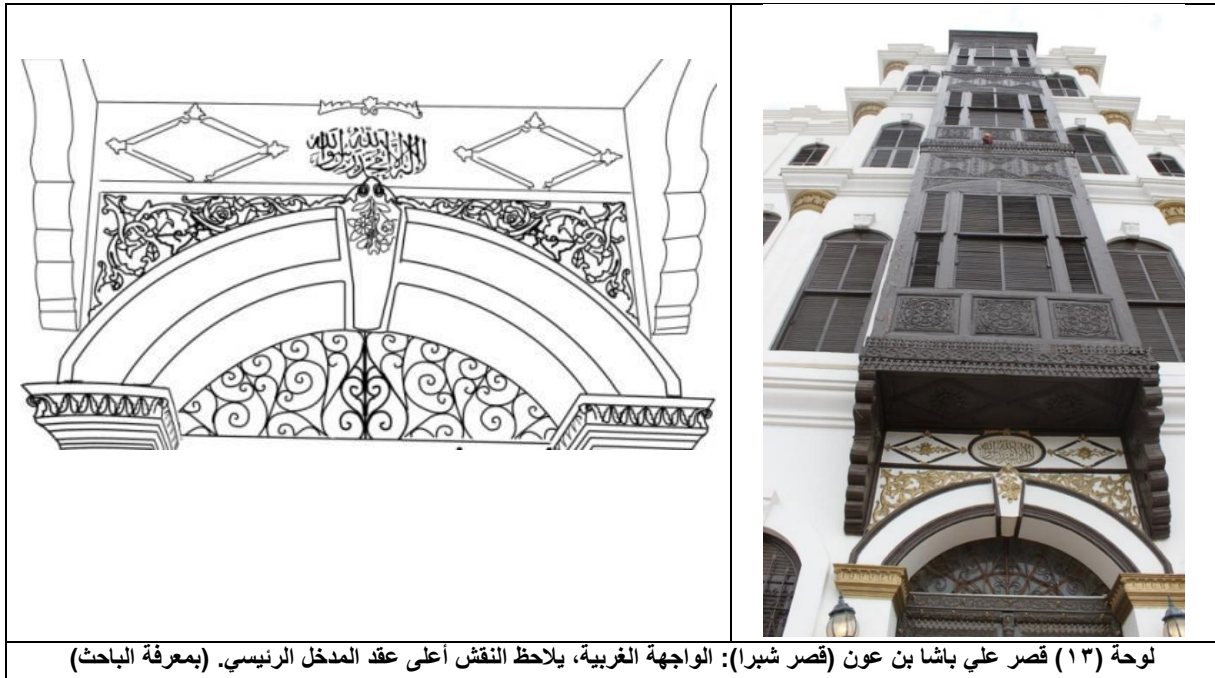 لا إله إلا الله محمد رسول الله
لوحة (١٣) قصر علي باشا بن عون (قصر شبرا): الواجهة الغربية، يلاحظ النقش أعلى عقد المدخل الرئيسي. (بمعرفة الباحث)